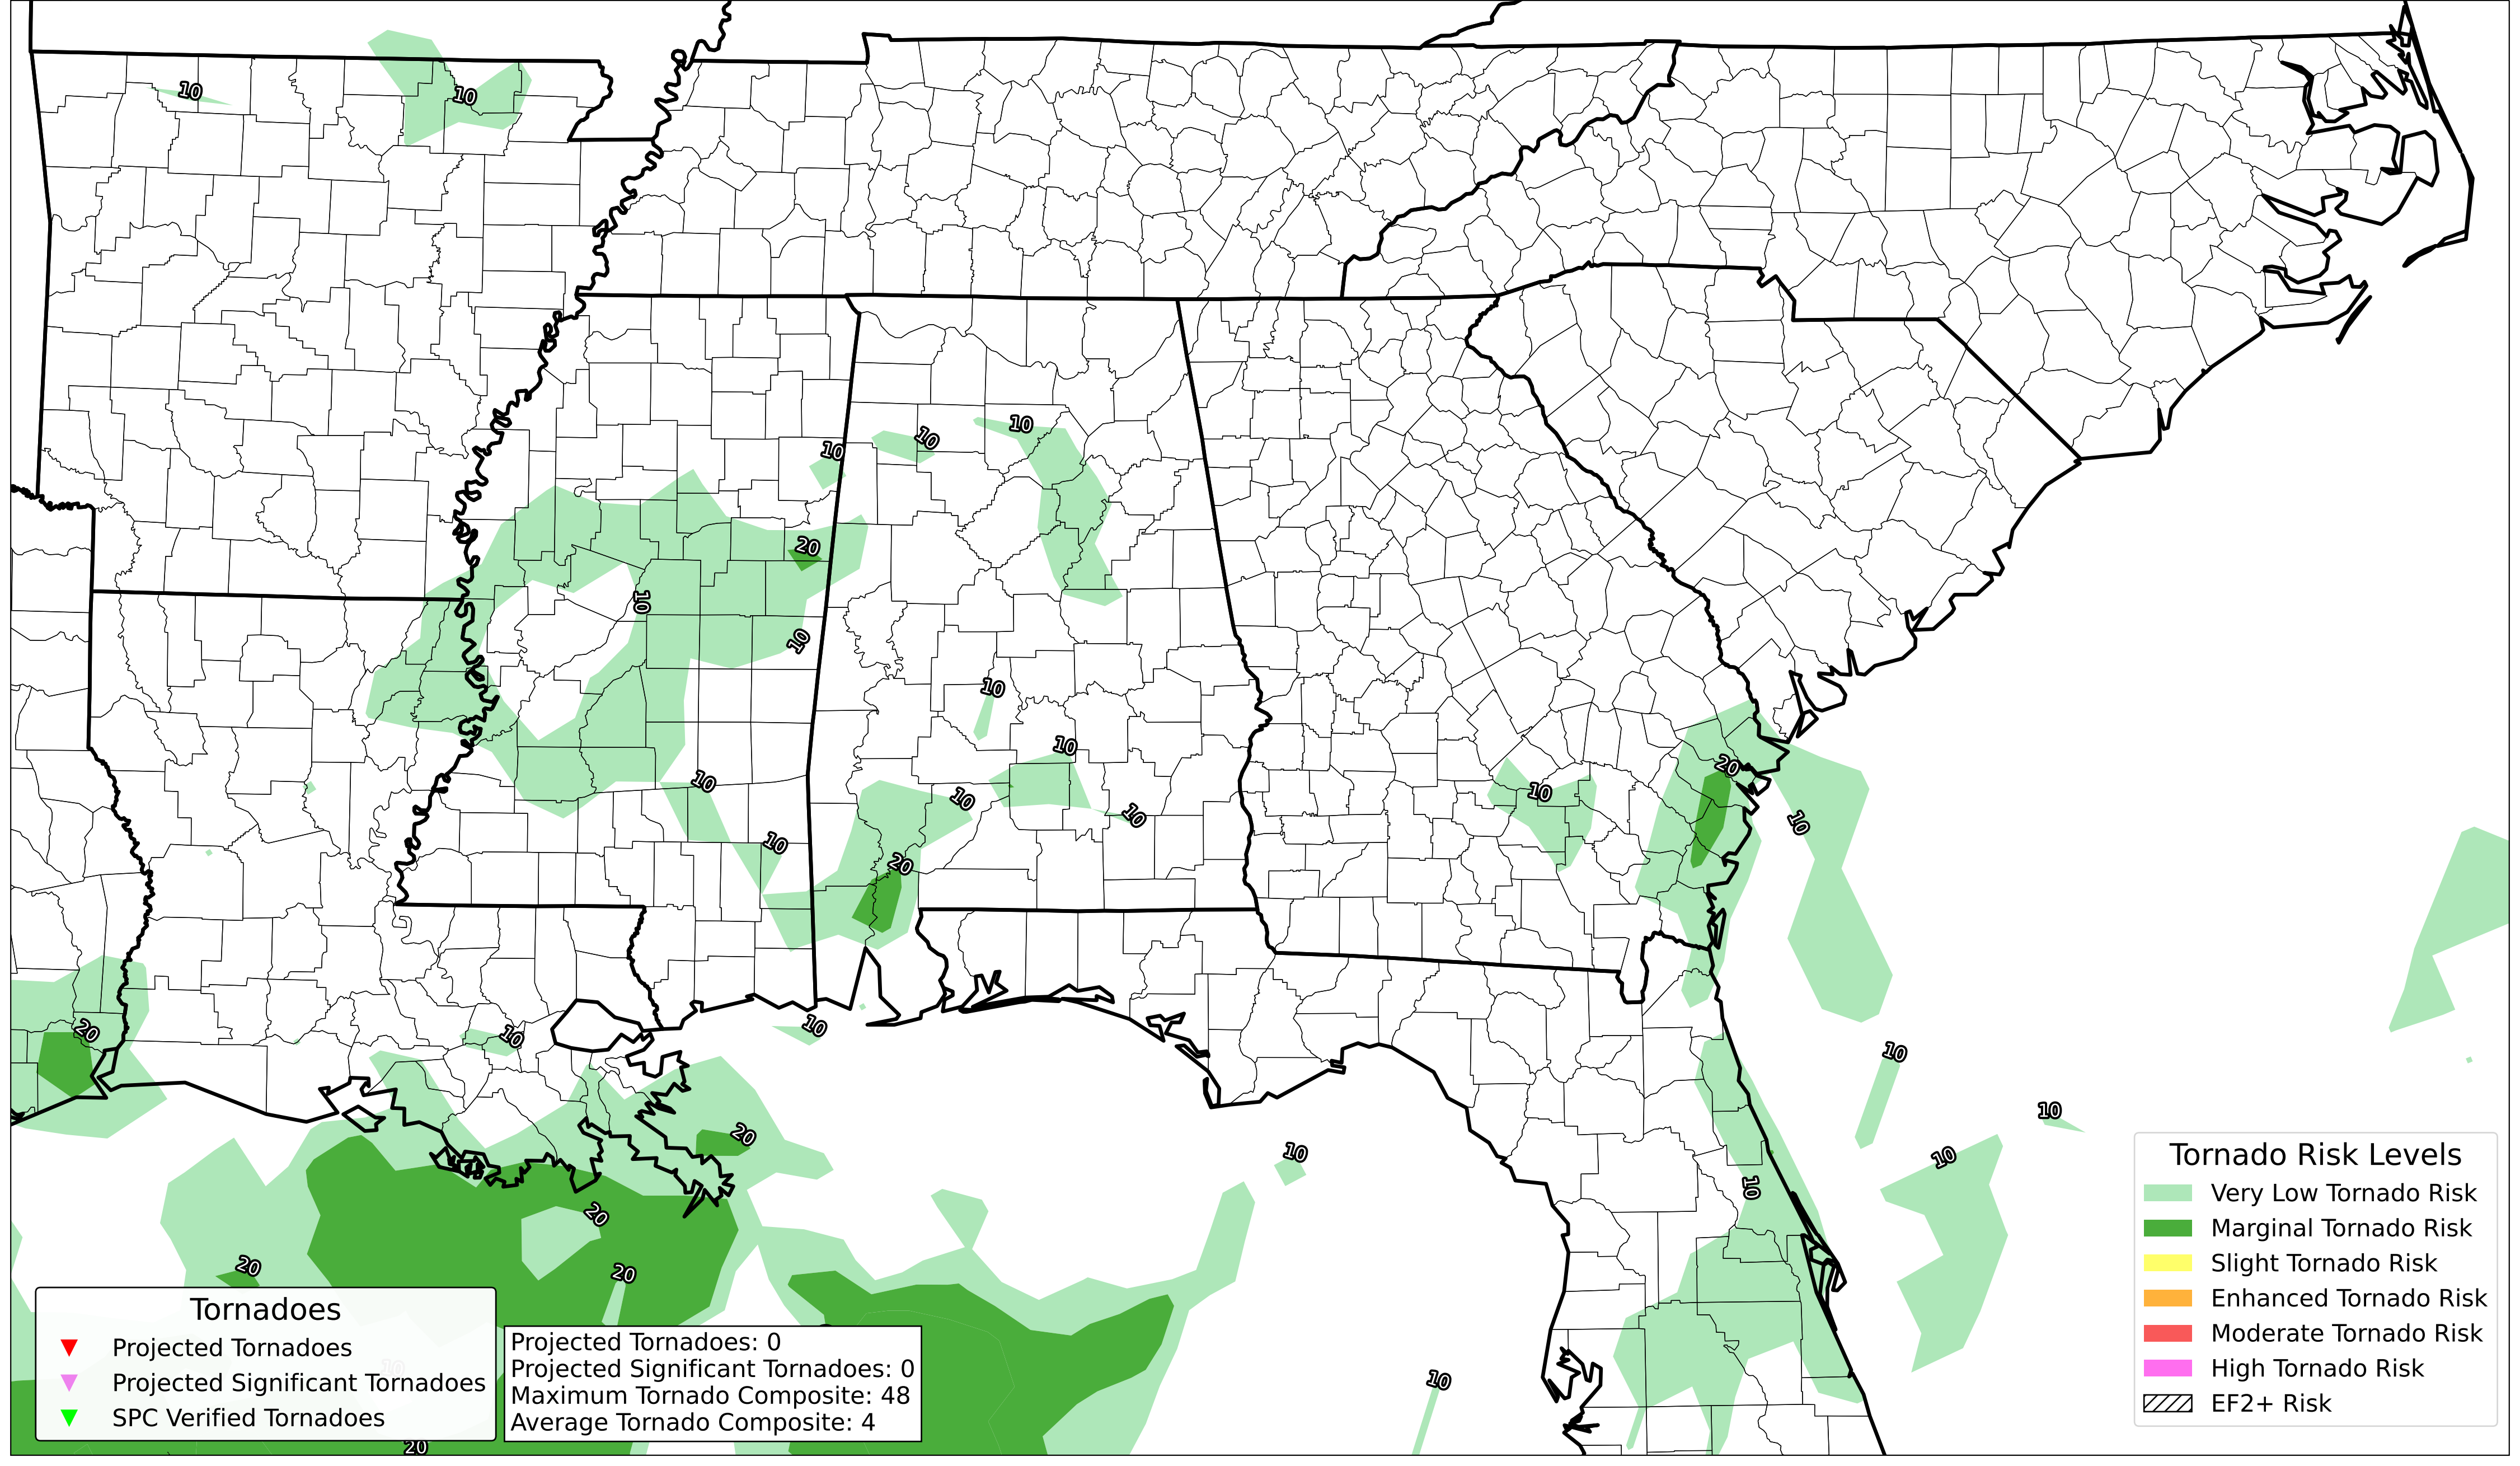 10
10
10
10
10
20
10
10
10
10
10
10
10
20
10
10
10
20
10
20
10
10
10
10
20
10
10
10
20
20
20
10
10
20
Tornadoes
Projected Tornadoes
Projected Significant Tornadoes
SPC Verified Tornadoes
Projected Tornadoes: 0
Projected Significant Tornadoes: 0
Maximum Tornado Composite: 48
Average Tornado Composite: 4
Tornado Risk Levels
Very Low Tornado Risk
Marginal Tornado Risk
Slight Tornado Risk
Enhanced Tornado Risk
Moderate Tornado Risk
High Tornado Risk
EF2+ Risk